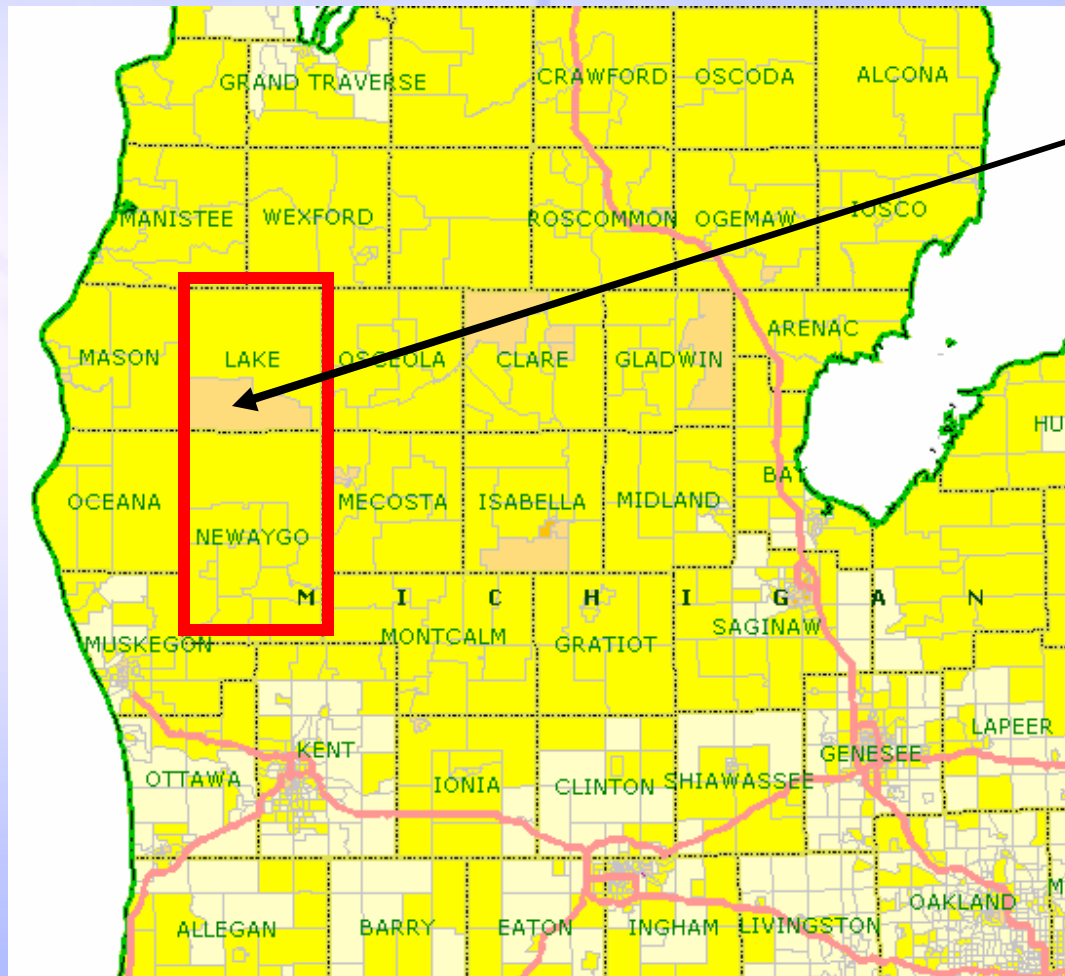 GRAND TRAVERSE
CRAWFORD
OSCODA
ALCONA
MANISTEE
WEXFORD
ROSCOMMON
OGEMAW
IOSCO
MASON
LAKE
OSCEOLA
CLARE
GLADWIN
ARENAC
HU
OCEANA
NEWAYGO
MECOSTA
ISABELLA
MIDLAND
BAY
MICHIGAN
MUSKEGON
MONTCALM
GRATIOT
SAGINAW
OTTAWA
KENT
IONIA
CLINTON
SHIAWASSEE
GENESEE
LAPEER
ALLEGAN
BARRY
EATON
INGHAM
LIVINGSTON
OAKLAND
M